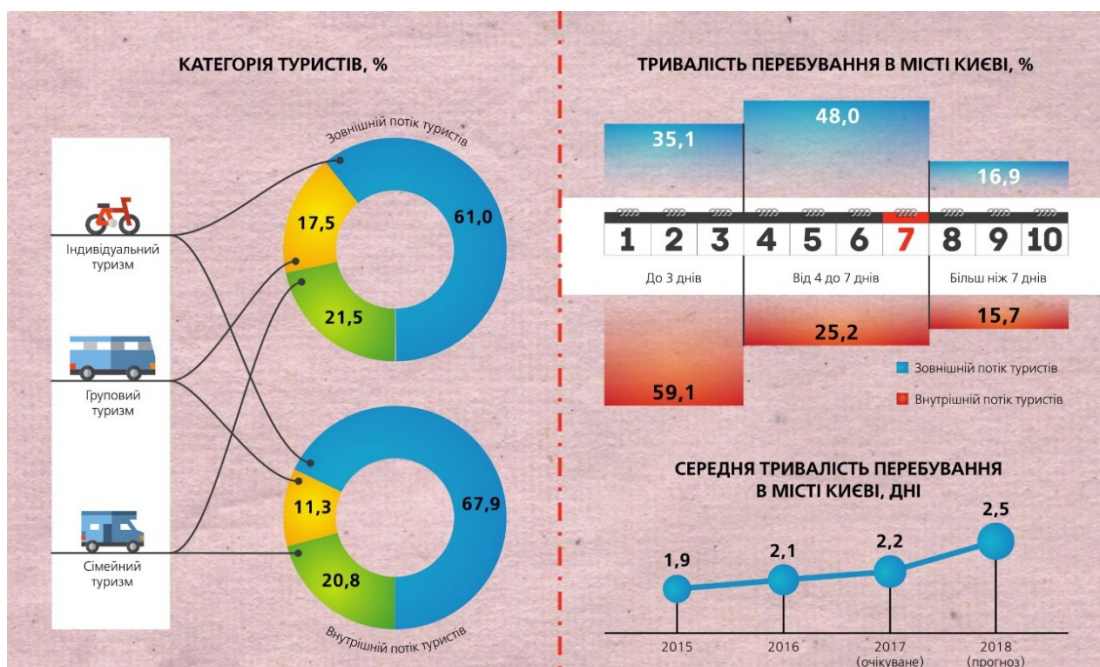 КАТЕГОРІЯ ТУРИСТІВ, %
Індивідуальний
туризм
Груповий
туризм
Сімейний
туризм
Зовнішній потік туристів
61,0
17,5
21,5
67,9
11,3
20,8
Внутрішній потік туристів
ТРИВАЛІСТЬ ПЕРЕБУВАННЯ В МІСТІ КИЄВІ, %
35,1
48,0
16,9
1 2 3 4 5 6 7 8 9 10
До 3 днів
Від 4 до 7 днів
Більш ніж 7 днів
59,1
25,2
15,7
Зовнішній потік туристів
Внутрішній потік туристів
СЕРЕДНЯ ТРИВАЛІСТЬ ПЕРЕБУВАННЯ
В МІСТІ КИЄВІ, ДНІ
1,9
2,1
2,2
2,5
2015
2016
2017
(очікуване)
2018
(прогноз)